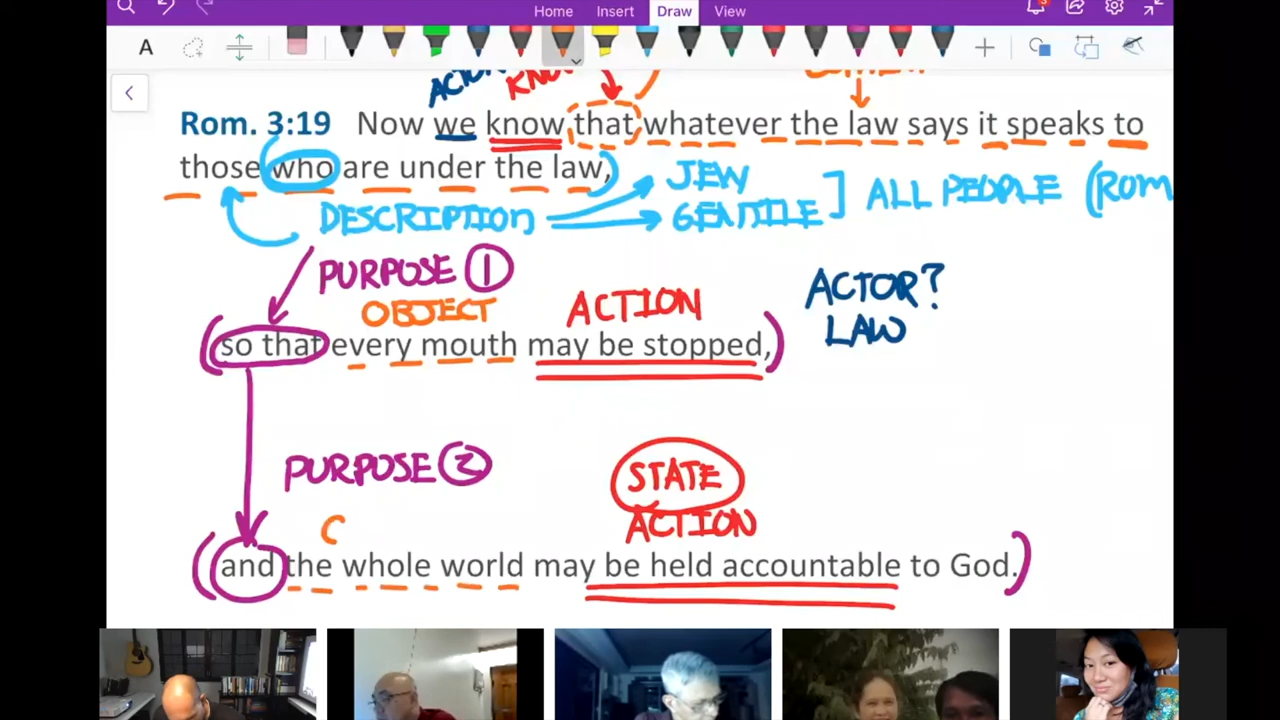 Home Insert Draw View
A
ACTOR
Rom. 3:19 Now we know that whatever the law says it speaks to
those who are under the law,
JEW
DESCRIPTION GENTILE ] ALL PEOPLE (ROM
PURPOSE 1
OBJECT ACTION ACTOR?
LAW
(so that every mouth may be stopped,)
PURPOSE 2 STATE
ACTION
(and the whole world may be held accountable to God.)